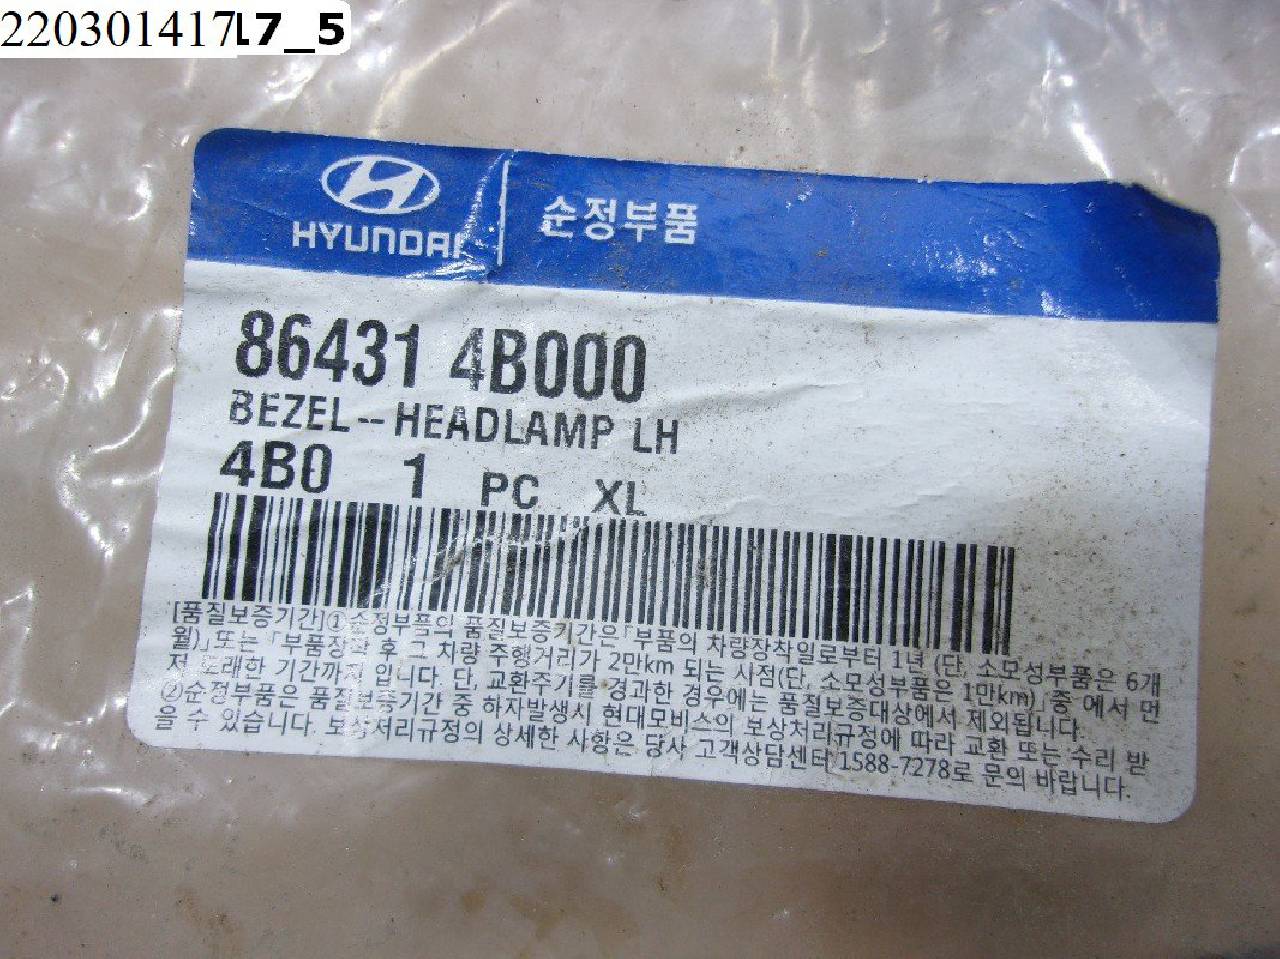 22030141717_5
HYUNDAI
순정부품
86431 4B000
BEZEL--HEADLAMP LH
4B0 1 PC XL
[품질보증기간]①순정부품의 품질보증기간은「부품의 차량장착일로부터 1년 (단, 소모성부품은 6개
월)」또는 「부품장착 후 그 차량 주행거리가 2만km 되는 시점(단, 소모성부품은 1만km)」중 에서 먼
저 도래한 기간까지 입니다. 단, 교환주기를 경과한 경우에는 품질보증대상에서 제외됩니다.
②순정부품은 품질보증기간 중 하자발생시 현대모비스의 보상처리규정에 따라 교환 또는 수리 받
을 수 있습니다. 보상처리규정의 상세한 사항은 당사 고객상담센터 1588-7278로 문의 바랍니다.